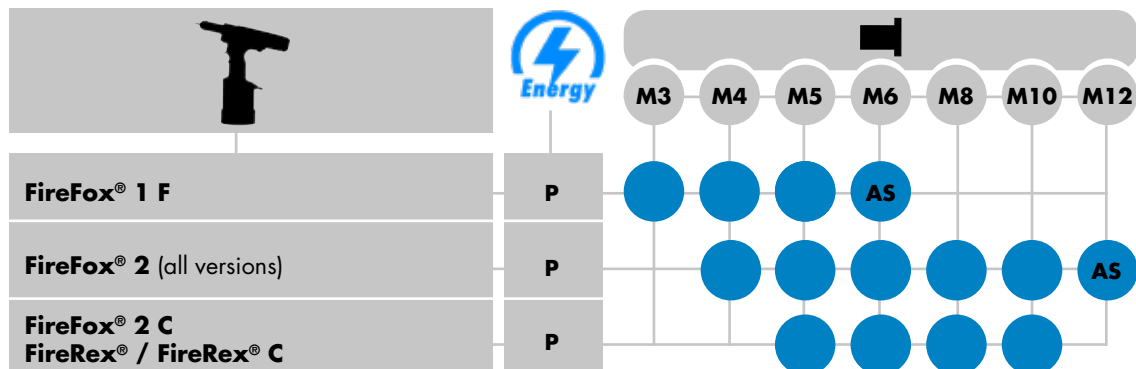 Energy
M3 M4 M5 M6 M8 M10 M12
FireFox® 1 F P AS
FireFox® 2 (all versions) P AS
FireFox® 2 C
FireRex® / FireRex® C P